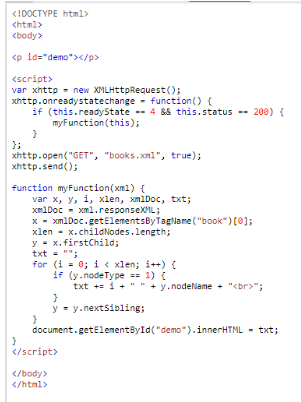 <!DOCTYPE html>
<html>
<body>

<p id="demo"></p>

<script>
var xhttp = new XMLHttpRequest();
xhttp.onreadystatechange = function() {
    if (this.readyState == 4 && this.status == 200) {
        myFunction(this);
    }
};
xhttp.open("GET", "books.xml", true);
xhttp.send();

function myFunction(xml) {
    var x, y, i, xlen, xmlDoc, txt;
    xmlDoc = xml.responseXML;
    x = xmlDoc.getElementsByTagName("book")[0];
    xlen = x.childNodes.length;
    y = x.firstChild;
    txt = "";
    for (i = 0; i < xlen; i++) {
        if (y.nodeType == 1) {
            txt += i + " " + y.nodeName + "<br>";
        }
        y = y.nextSibling;
    }
    document.getElementById("demo").innerHTML = txt;
}
</script>

</body>
</html>